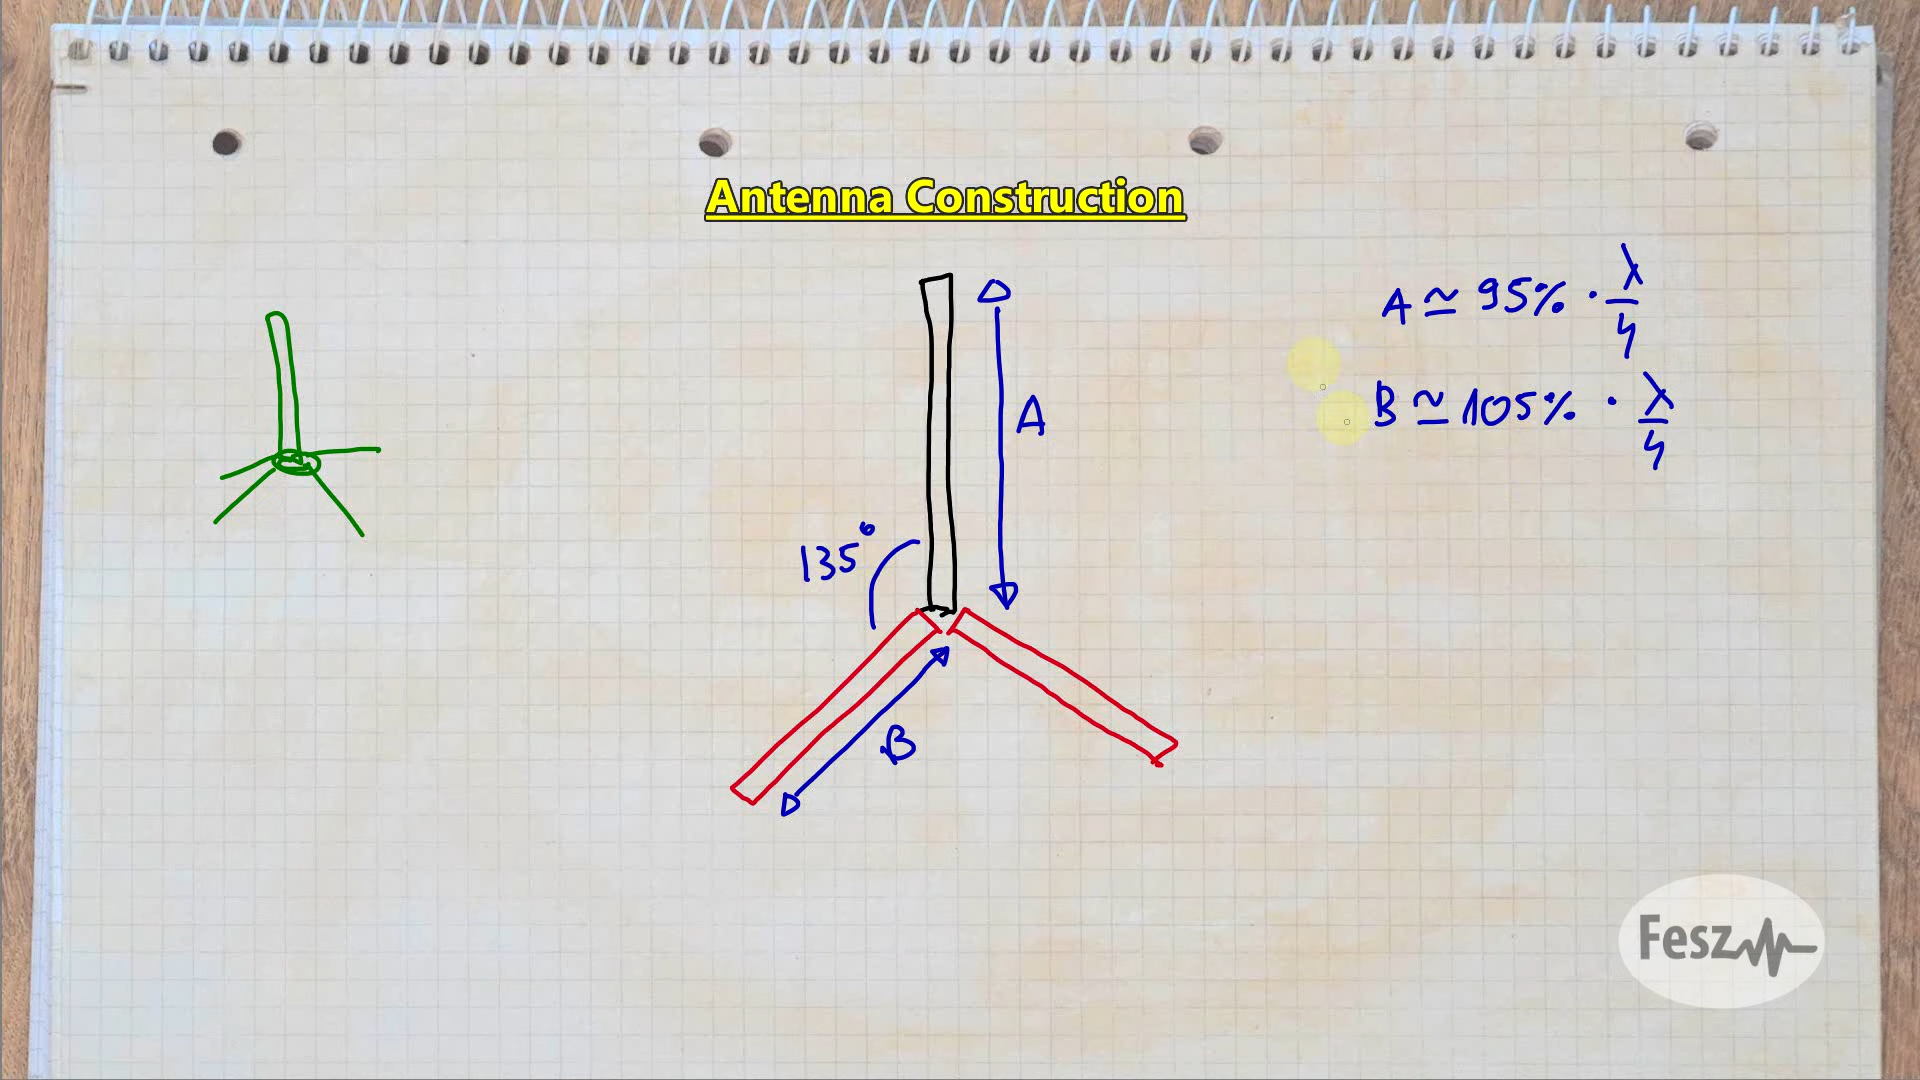 Antenna Construction
A ≃ 95% · λ/4
B ≃ 105% · λ/4
A
135°
B
Fesz